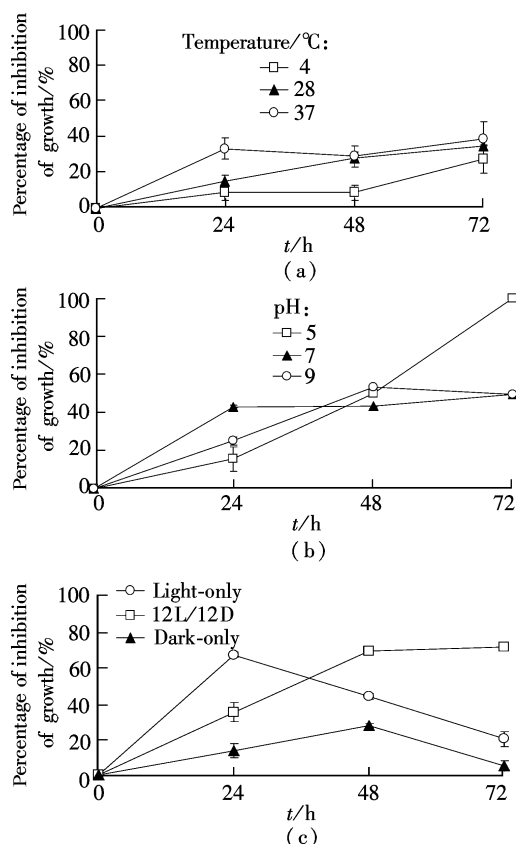 Percentage of inhibition
of growth/%
100
80
60
40
20
0
Temperature/℃:
4
28
37
0
24
48
72
t/h
(a)
Percentage of inhibition
of growth/%
100
80
60
40
20
0
pH:
5
7
9
0
24
48
72
t/h
(b)
Percentage of inhibition
of growth/%
100
80
60
40
20
0
Light-only
12L/12D
Dark-only
0
24
48
72
t/h
(c)